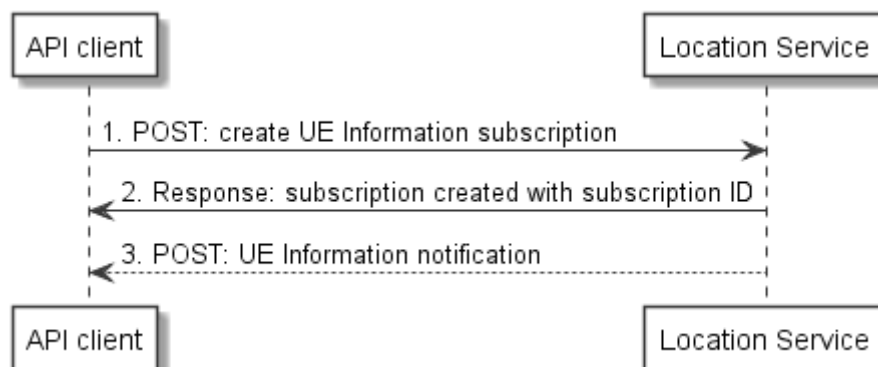 API client
Location Service
1. POST: create UE Information subscription
2. Response: subscription created with subscription ID
3. POST: UE Information notification
API client
Location Service